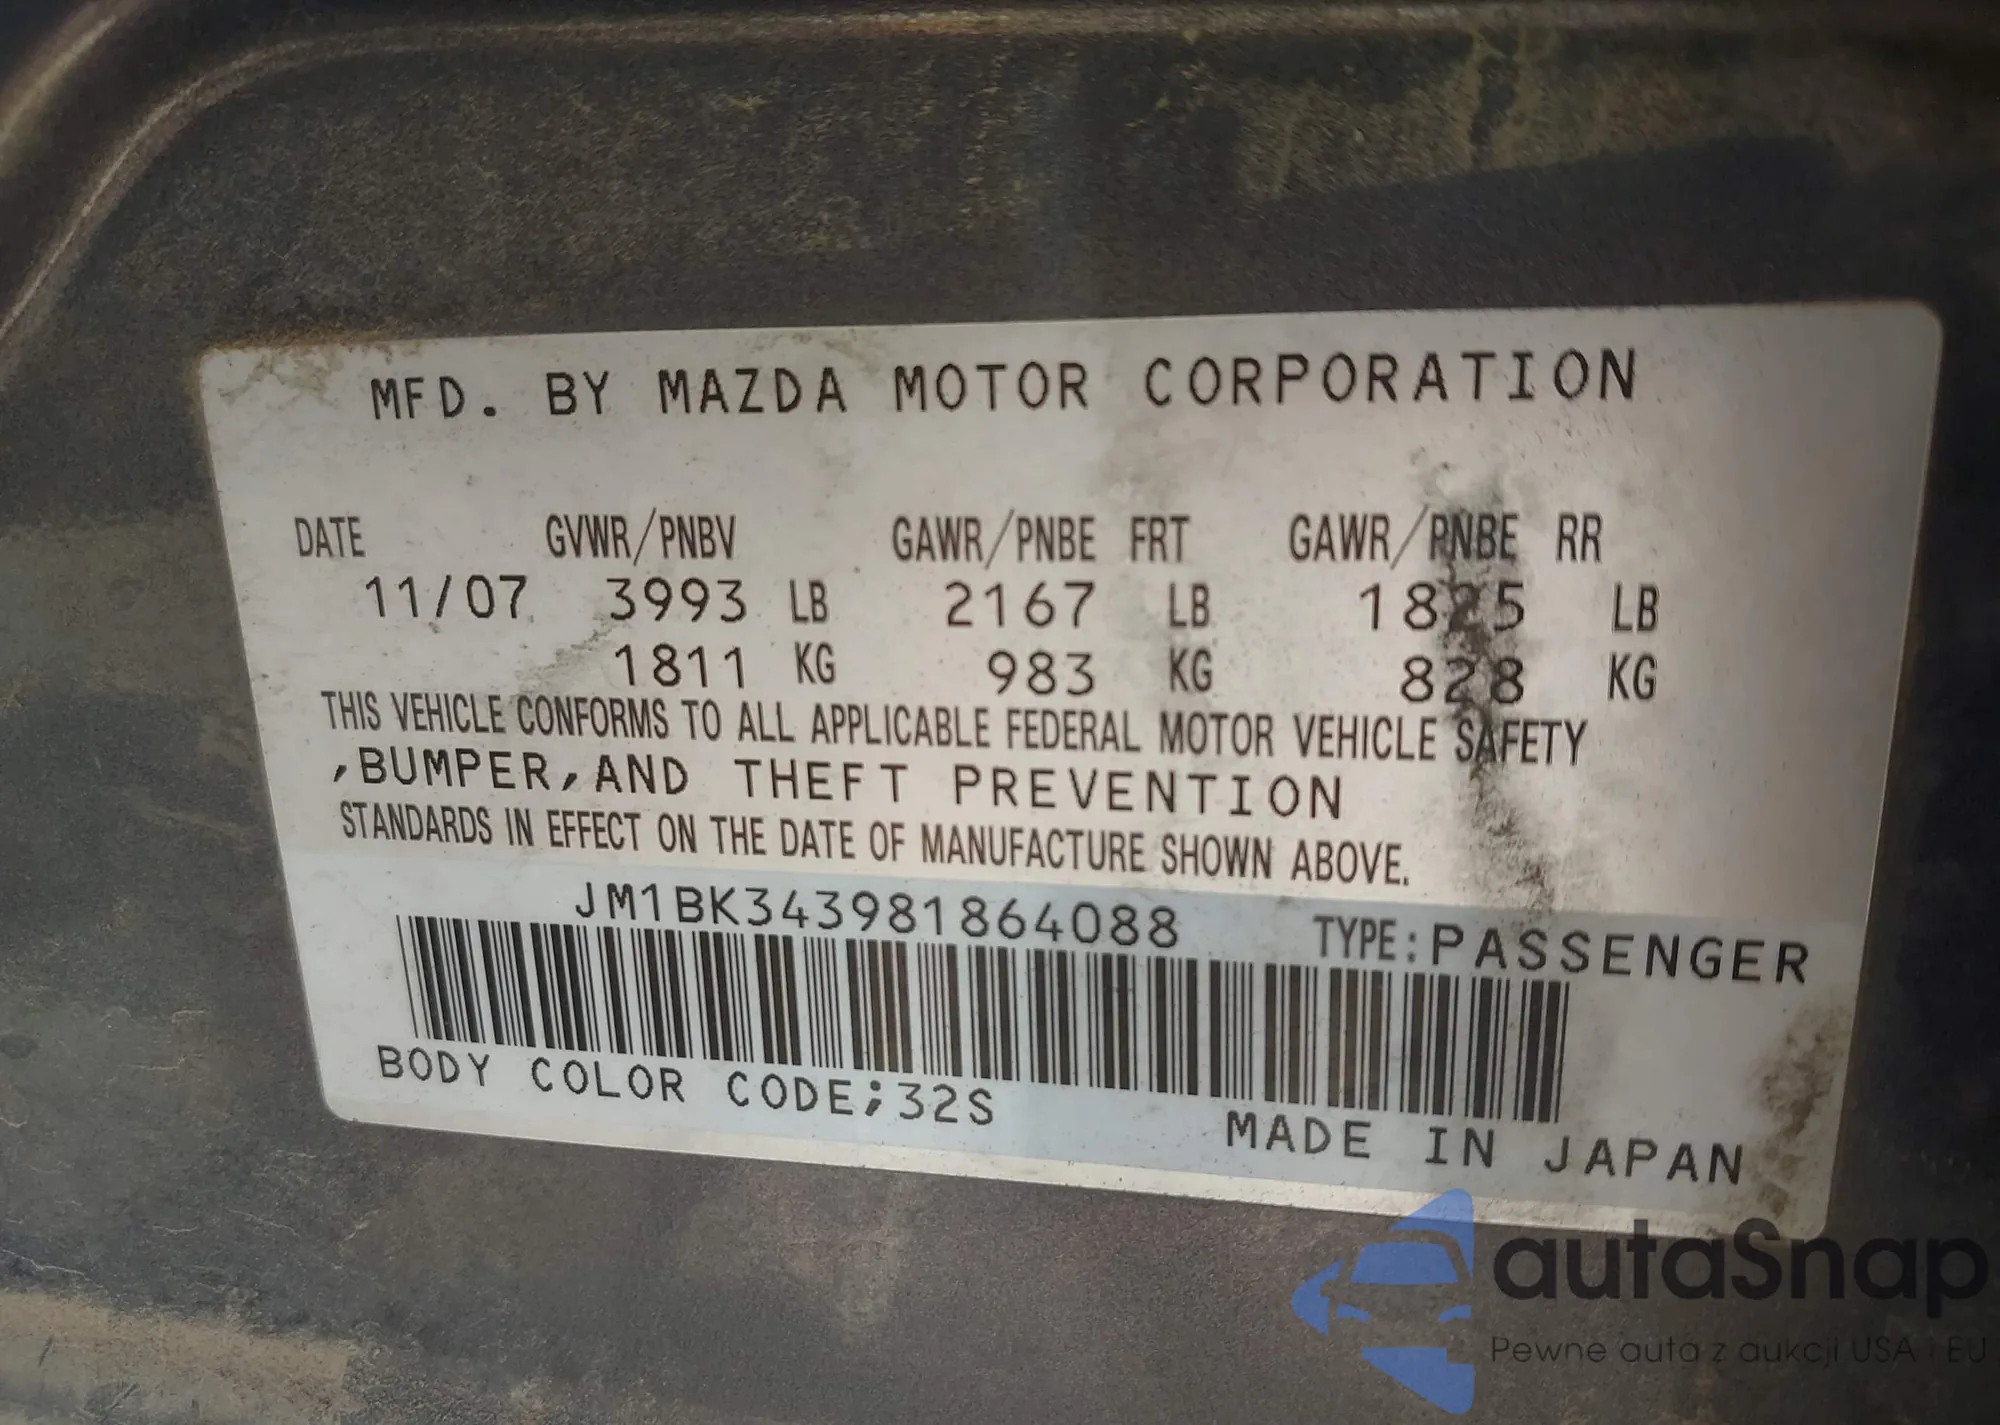 MFD. BY MAZDA MOTOR CORPORATION
DATE GVWR/PNBV GAWR/PNBE FRT GAWR/PNBE RR
11/07 3993 LB 2167 LB 1825 LB
1811 KG 983 KG 828 KG
THIS VEHICLE CONFORMS TO ALL APPLICABLE FEDERAL MOTOR VEHICLE SAFETY
,BUMPER,AND THEFT PREVENTION
STANDARDS IN EFFECT ON THE DATE OF MANUFACTURE SHOWN ABOVE.
JM1BK343981864088 TYPE:PASSENGER
BODY COLOR CODE;32S
MADE IN JAPAN
autaSnap
Pewne auta z aukcji USA i EU